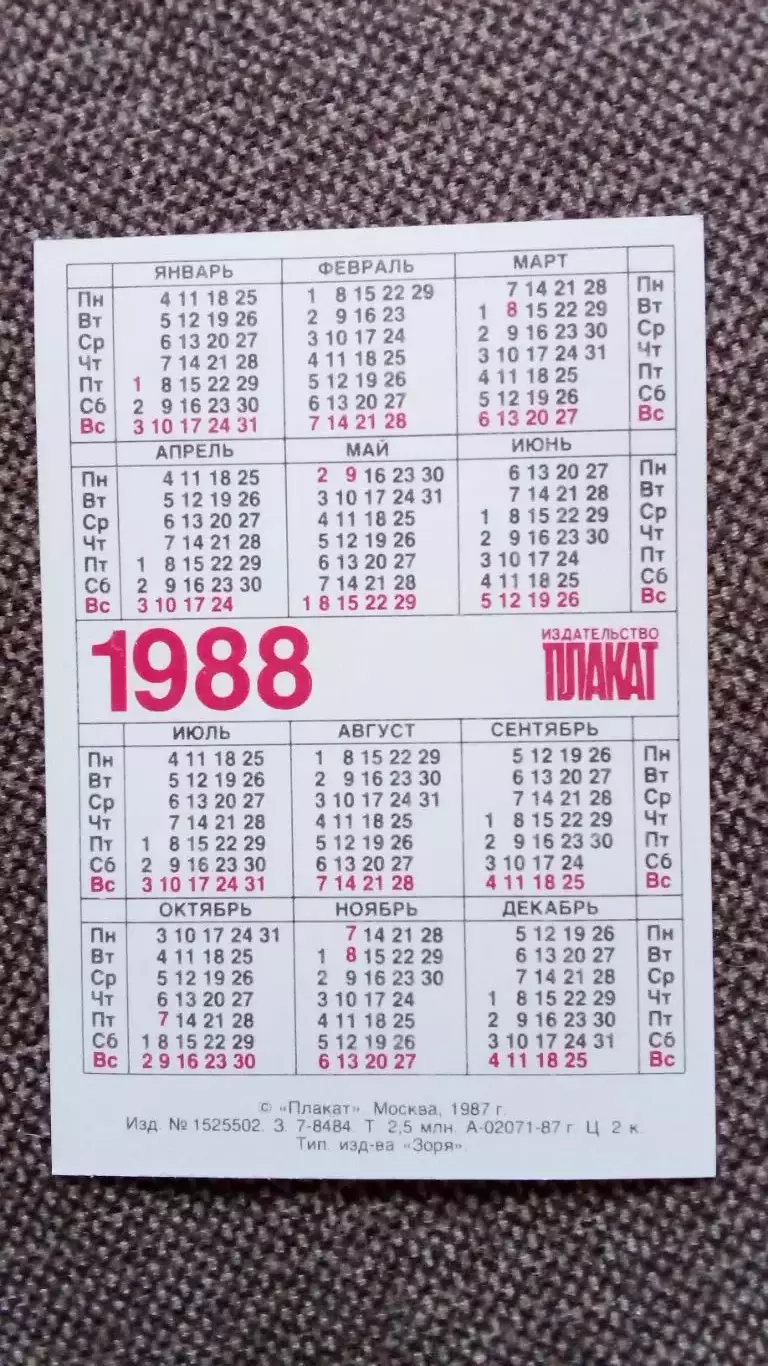 ЯНВАРЬ ФЕВРАЛЬ МАРТ
Пн 4 11 18 25 1 8 15 22 29 7 14 21 28 Пн
Вт 5 12 19 26 2 9 16 23 1 8 15 22 29 Вт
Ср 6 13 20 27 3 10 17 24 2 9 16 23 30 Ср
Чт 7 14 21 28 4 11 18 25 3 10 17 24 31 Чт
Пт 1 8 15 22 29 5 12 19 26 4 11 18 25 Пт
Сб 2 9 16 23 30 6 13 20 27 5 12 19 26 Сб
Вс 3 10 17 24 31 7 14 21 28 6 13 20 27 Вс
АПРЕЛЬ МАЙ ИЮНЬ
Пн 4 11 18 25 2 9 16 23 30 6 13 20 27 Пн
Вт 5 12 19 26 3 10 17 24 31 7 14 21 28 Вт
Ср 6 13 20 27 4 11 18 25 1 8 15 22 29 Ср
Чт 7 14 21 28 5 12 19 26 2 9 16 23 30 Чт
Пт 1 8 15 22 29 6 13 20 27 3 10 17 24 Пт
Сб 2 9 16 23 30 7 14 21 28 4 11 18 25 Сб
Вс 3 10 17 24 1 8 15 22 29 5 12 19 26 Вс
1988
ИЗДАТЕЛЬСТВО
ПЛАКАТ
ИЮЛЬ АВГУСТ СЕНТЯБРЬ
Пн 4 11 18 25 1 8 15 22 29 5 12 19 26 Пн
Вт 5 12 19 26 2 9 16 23 30 6 13 20 27 Вт
Ср 6 13 20 27 3 10 17 24 31 7 14 21 28 Ср
Чт 7 14 21 28 4 11 18 25 1 8 15 22 29 Чт
Пт 1 8 15 22 29 5 12 19 26 2 9 16 23 30 Пт
Сб 2 9 16 23 30 6 13 20 27 3 10 17 24 Сб
Вс 3 10 17 24 31 7 14 21 28 4 11 18 25 Вс
ОКТЯБРЬ НОЯБРЬ ДЕКАБРЬ
Пн 3 10 17 24 31 7 14 21 28 5 12 19 26 Пн
Вт 4 11 18 25 1 8 15 22 29 6 13 20 27 Вт
Ср 5 12 19 26 2 9 16 23 30 7 14 21 28 Ср
Чт 6 13 20 27 3 10 17 24 1 8 15 22 29 Чт
Пт 7 14 21 28 4 11 18 25 2 9 16 23 30 Пт
Сб 1 8 15 22 29 5 12 19 26 3 10 17 24 31 Сб
Вс 2 9 16 23 30 6 13 20 27 4 11 18 25 Вс
© «Плакат» Москва, 1987 г.
Изд. № 1525502. З. 7-8484. Т 2,5 млн. А-02071-87 г. Ц. 2 к.
Тип. изд-ва «Зоря»